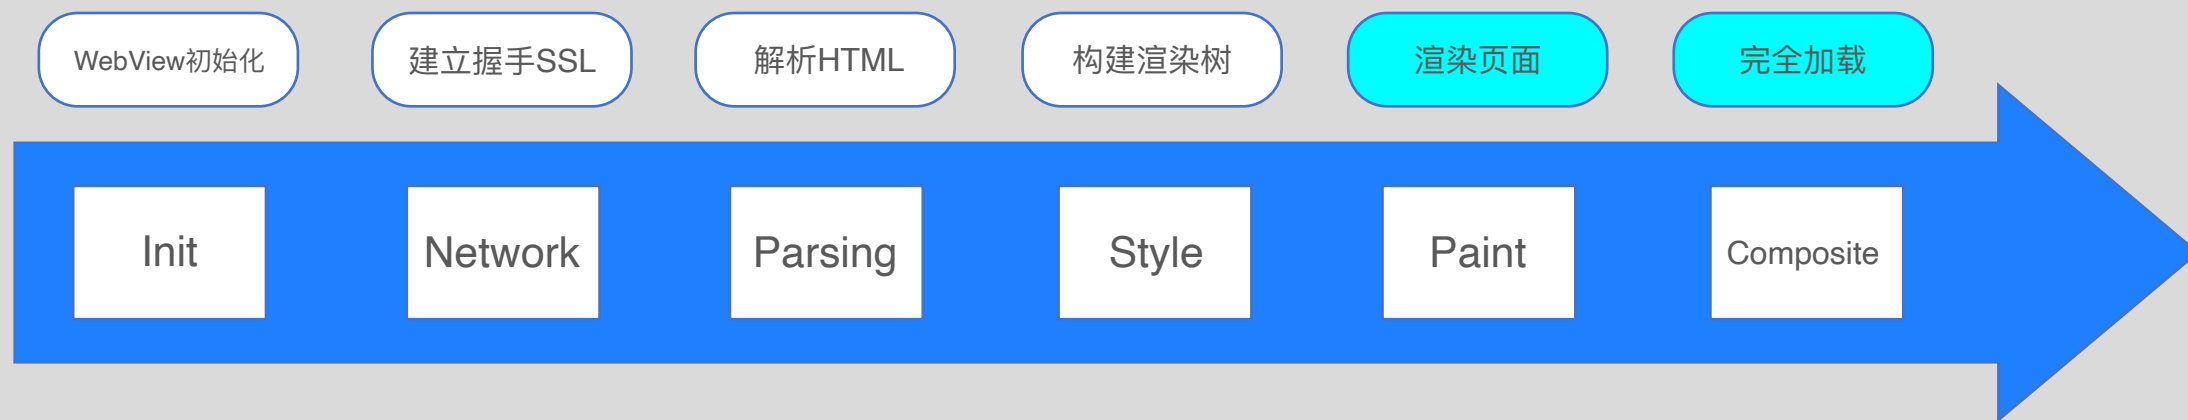 WebView初始化
建立握手SSL
解析HTML
构建渲染树
渲染页面
完全加载
Init
Network
Parsing
Style
Paint
Composite